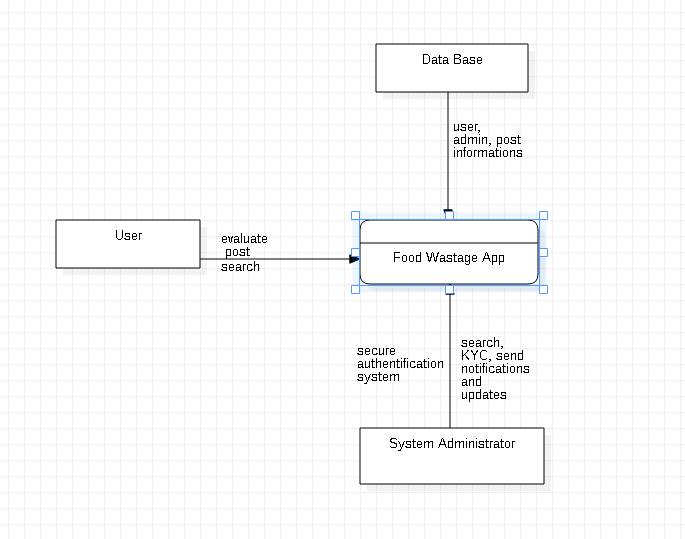 Data Base
user,
admin, post
informations
User
evaluate
post
search
Food Wastage App
secure
authentification
system
search,
KYC, send
notifications
and
updates
System Administrator